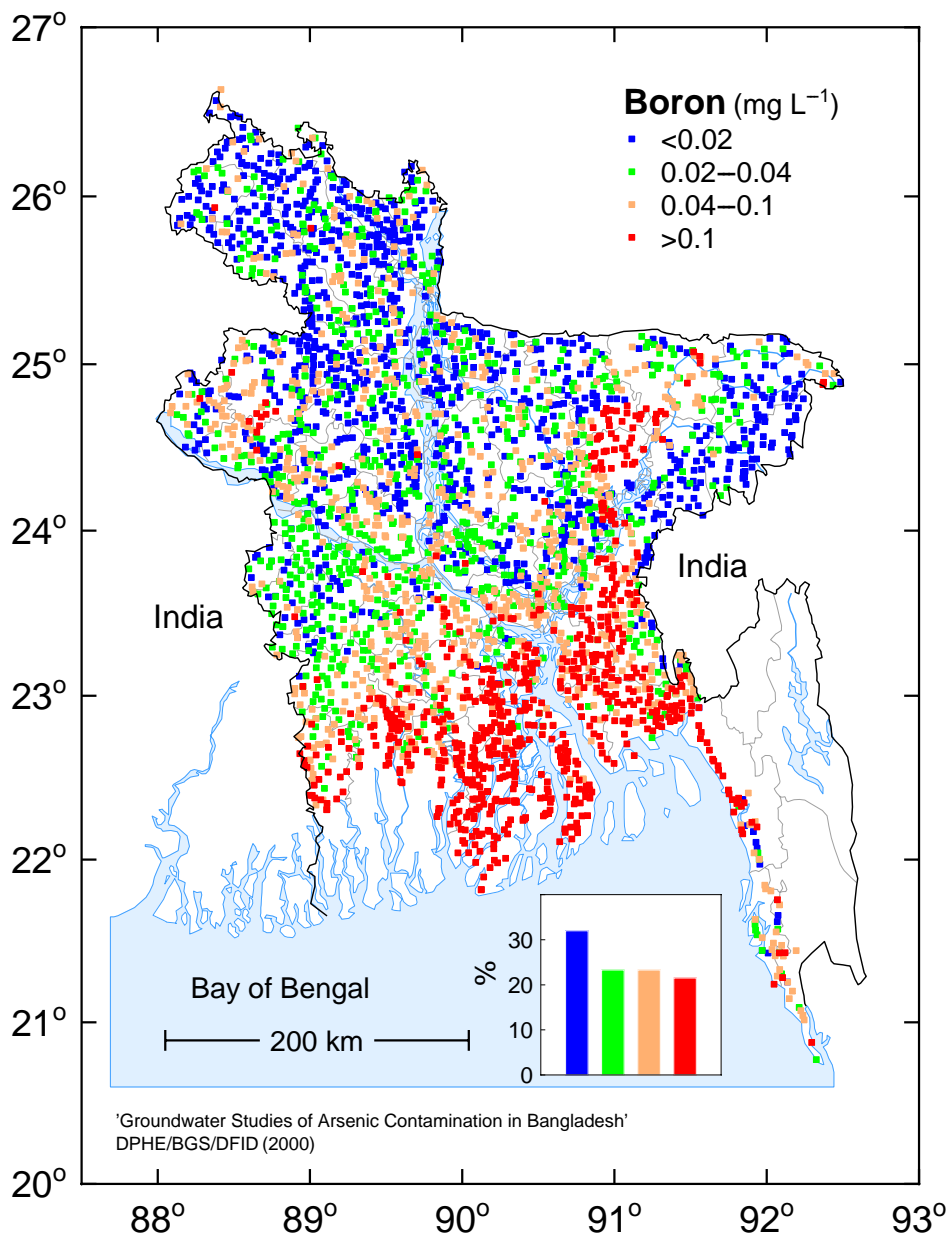 27°
26°
25°
24°
23°
22°
21°
20°
Boron (mg L⁻¹)
<0.02
0.02–0.04
0.04–0.1
>0.1
India
India
Bay of Bengal
200 km
%
30
20
10
0
'Groundwater Studies of Arsenic Contamination in Bangladesh'
DPHE/BGS/DFID (2000)
88° 89° 90° 91° 92° 93°